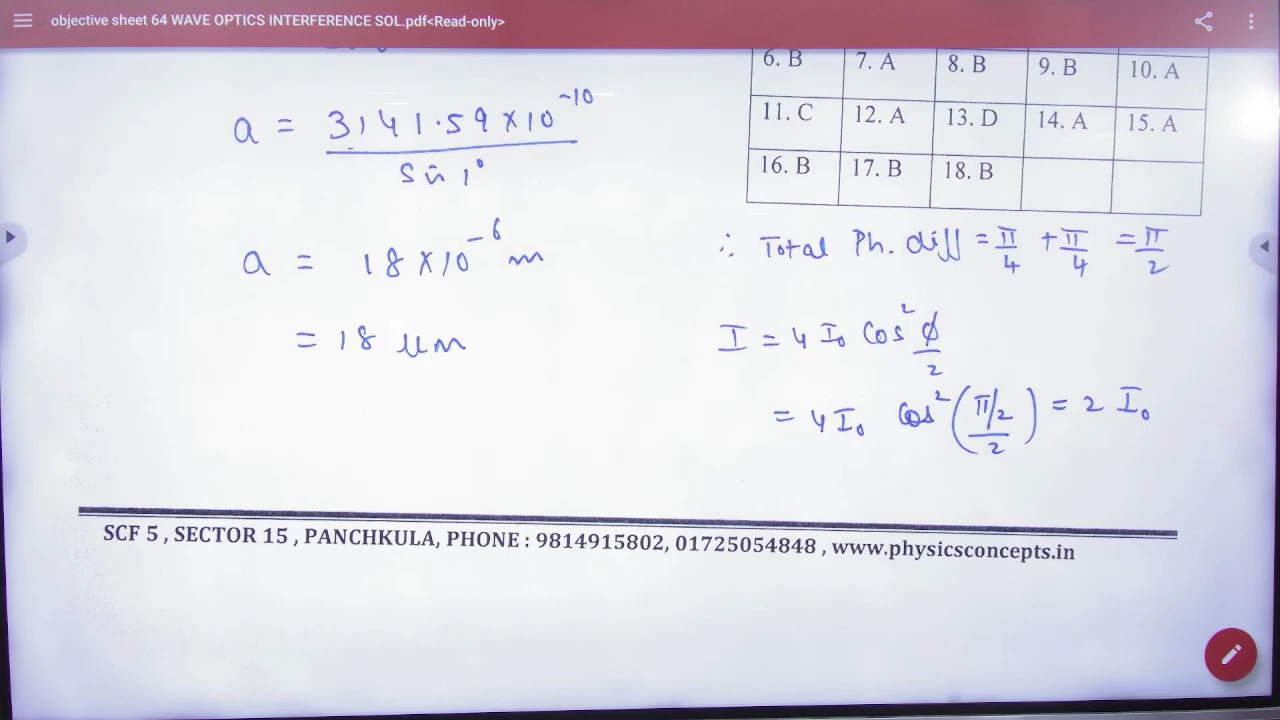 objective sheet 64 WAVE OPTICS INTERFERENCE SOL.pdf<Read-only>
6. B 7. A 8. B 9. B 10. A
11. C 12. A 13. D 14. A 15. A
16. B 17. B 18. B
a = 3141.59 × 10^-10 / Sin 1°
a = 18 × 10^-6 m
= 18 μm
∴ Total Ph. diff = π/4 + π/4 = π/2
I = 4 I₀ Cos² ϕ/2
= 4 I₀ Cos² (π/2 / 2) = 2 I₀
SCF 5 , SECTOR 15 , PANCHKULA, PHONE : 9814915802, 01725054848 , www.physicsconcepts.in